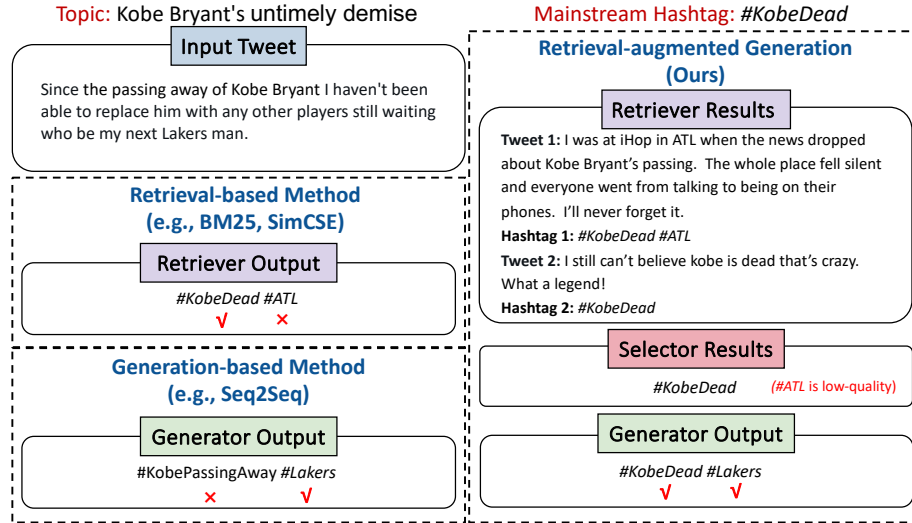 Topic: Kobe Bryant's untimely demise
Input Tweet
Since the passing away of Kobe Bryant I haven't been
able to replace him with any other players still waiting
who be my next Lakers man.
Retrieval-based Method
(e.g., BM25, SimCSE)
Retriever Output
#KobeDead #ATL
√ ×
Generation-based Method
(e.g., Seq2Seq)
Generator Output
#KobePassingAway #Lakers
× √
Mainstream Hashtag: #KobeDead
Retrieval-augmented Generation
(Ours)
Retriever Results
Tweet 1: I was at iHop in ATL when the news dropped
about Kobe Bryant's passing. The whole place fell silent
and everyone went from talking to being on their
phones. I'll never forget it.
Hashtag 1: #KobeDead #ATL
Tweet 2: I still can't believe kobe is dead that's crazy.
What a legend!
Hashtag 2: #KobeDead
Selector Results
#KobeDead (#ATL is low-quality)
Generator Output
#KobeDead #Lakers
√ √